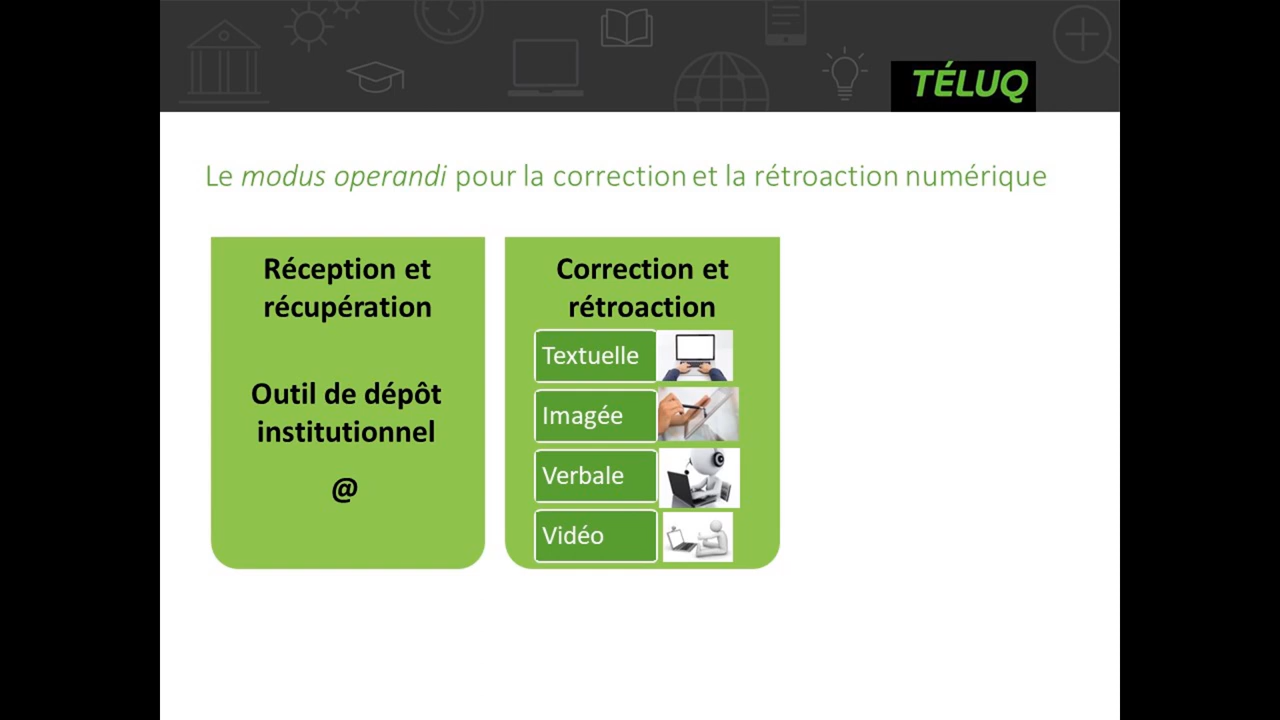 TÉLUQ
Le modus operandi pour la correction et la rétroaction numérique
Réception et
récupération
Outil de dépôt
institutionnel
@
Correction et
rétroaction
Textuelle
Imagée
Verbale
Vidéo